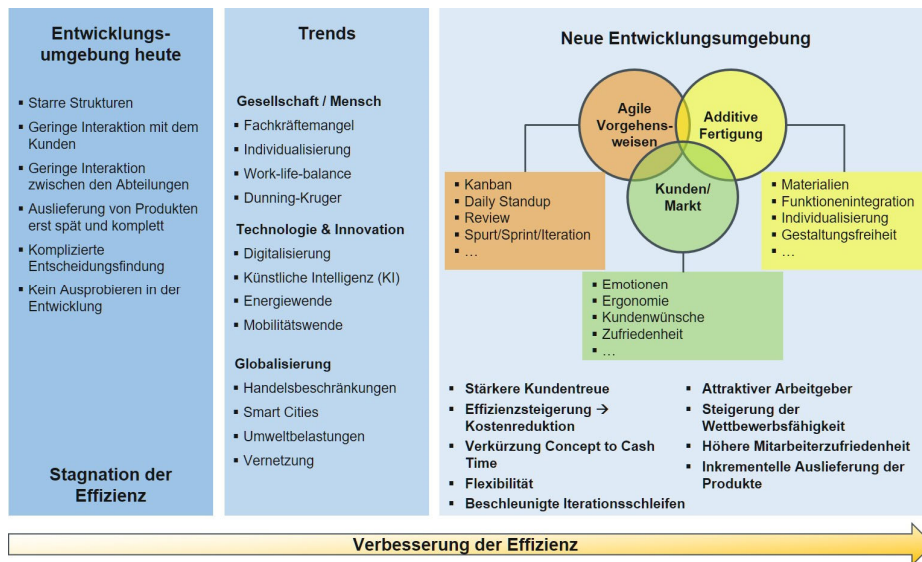 Entwicklungs-
umgebung heute
▪ Starre Strukturen
▪ Geringe Interaktion mit dem
Kunden
▪ Geringe Interaktion
zwischen den Abteilungen
▪ Auslieferung von Produkten
erst spät und komplett
▪ Komplizierte
Entscheidungsfindung
▪ Kein Ausprobieren in der
Entwicklung
Stagnation der
Effizienz
Trends
Gesellschaft / Mensch
▪ Fachkräftemangel
▪ Individualisierung
▪ Work-life-balance
▪ Dunning-Kruger
Technologie & Innovation
▪ Digitalisierung
▪ Künstliche Intelligenz (KI)
▪ Energiewende
▪ Mobilitätswende
Globalisierung
▪ Handelsbeschränkungen
▪ Smart Cities
▪ Umweltbelastungen
▪ Vernetzung
Neue Entwicklungsumgebung
Agile
Vorgehens-
weisen
Additive
Fertigung
Kunden/
Markt
▪ Kanban
▪ Daily Standup
▪ Review
▪ Spurt/Sprint/Iteration
▪ …
▪ Materialien
▪ Funktionenintegration
▪ Individualisierung
▪ Gestaltungsfreiheit
▪ …
▪ Emotionen
▪ Ergonomie
▪ Kundenwünsche
▪ Zufriedenheit
▪ …
▪ Stärkere Kundentreue
▪ Effizienzsteigerung →
Kostenreduktion
▪ Verkürzung Concept to Cash
Time
▪ Flexibilität
▪ Beschleunigte Iterationsschleifen
▪ Attraktiver Arbeitgeber
▪ Steigerung der
Wettbewerbsfähigkeit
▪ Höhere Mitarbeiterzufriedenheit
▪ Inkrementelle Auslieferung der
Produkte
Verbesserung der Effizienz